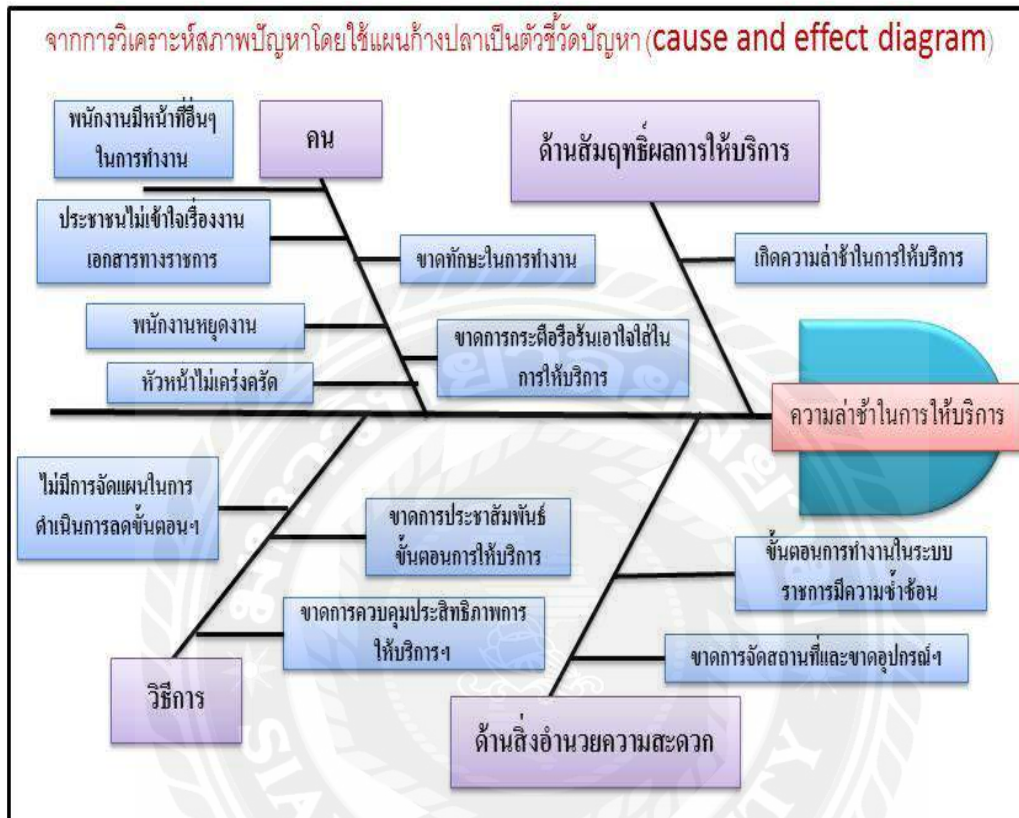 จากการวิเคราะห์สภาพปัญหาโดยใช้แผนก้างปลาเป็นตัวชี้วัดปัญหา (cause and effect diagram)
พนักงานมีหน้าที่อื่นๆ
ในการทำงาน
คน
ด้านสัมฤทธิ์ผลการให้บริการ
ประชาชนไม่เข้าใจเรื่องงาน
เอกสารทางราชการ
ขาดทักษะในการทำงาน
เกิดความล่าช้าในการให้บริการ
พนักงานหยุดงาน
ขาดการกระตือรือร้นเอาใจใส่ใน
การให้บริการ
หัวหน้าไม่เคร่งครัด
ความล่าช้าในการให้บริการ
ไม่มีการจัดแผนในการ
ดำเนินการลดขั้นตอนฯ
ขาดการประชาสัมพันธ์
ขั้นตอนการให้บริการ
ขั้นตอนการทำงานในระบบ
ราชการมีความซ้ำซ้อน
ขาดการควบคุมประสิทธิภาพการ
ให้บริการฯ
ขาดการจัดสถานที่และขาดอุปกรณ์ฯ
วิธีการ
ด้านสิ่งอำนวยความสะดวก